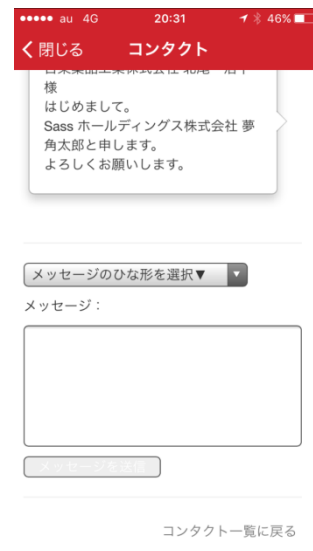 au 4G 20:31 46%
閉じる コンタクト
様
はじめまして。
Sass ホールディングス株式会社 夢
角太郎と申します。
よろしくお願いします。
メッセージのひな形を選択▼
メッセージ：
メッセージを送信
コンタクト一覧に戻る